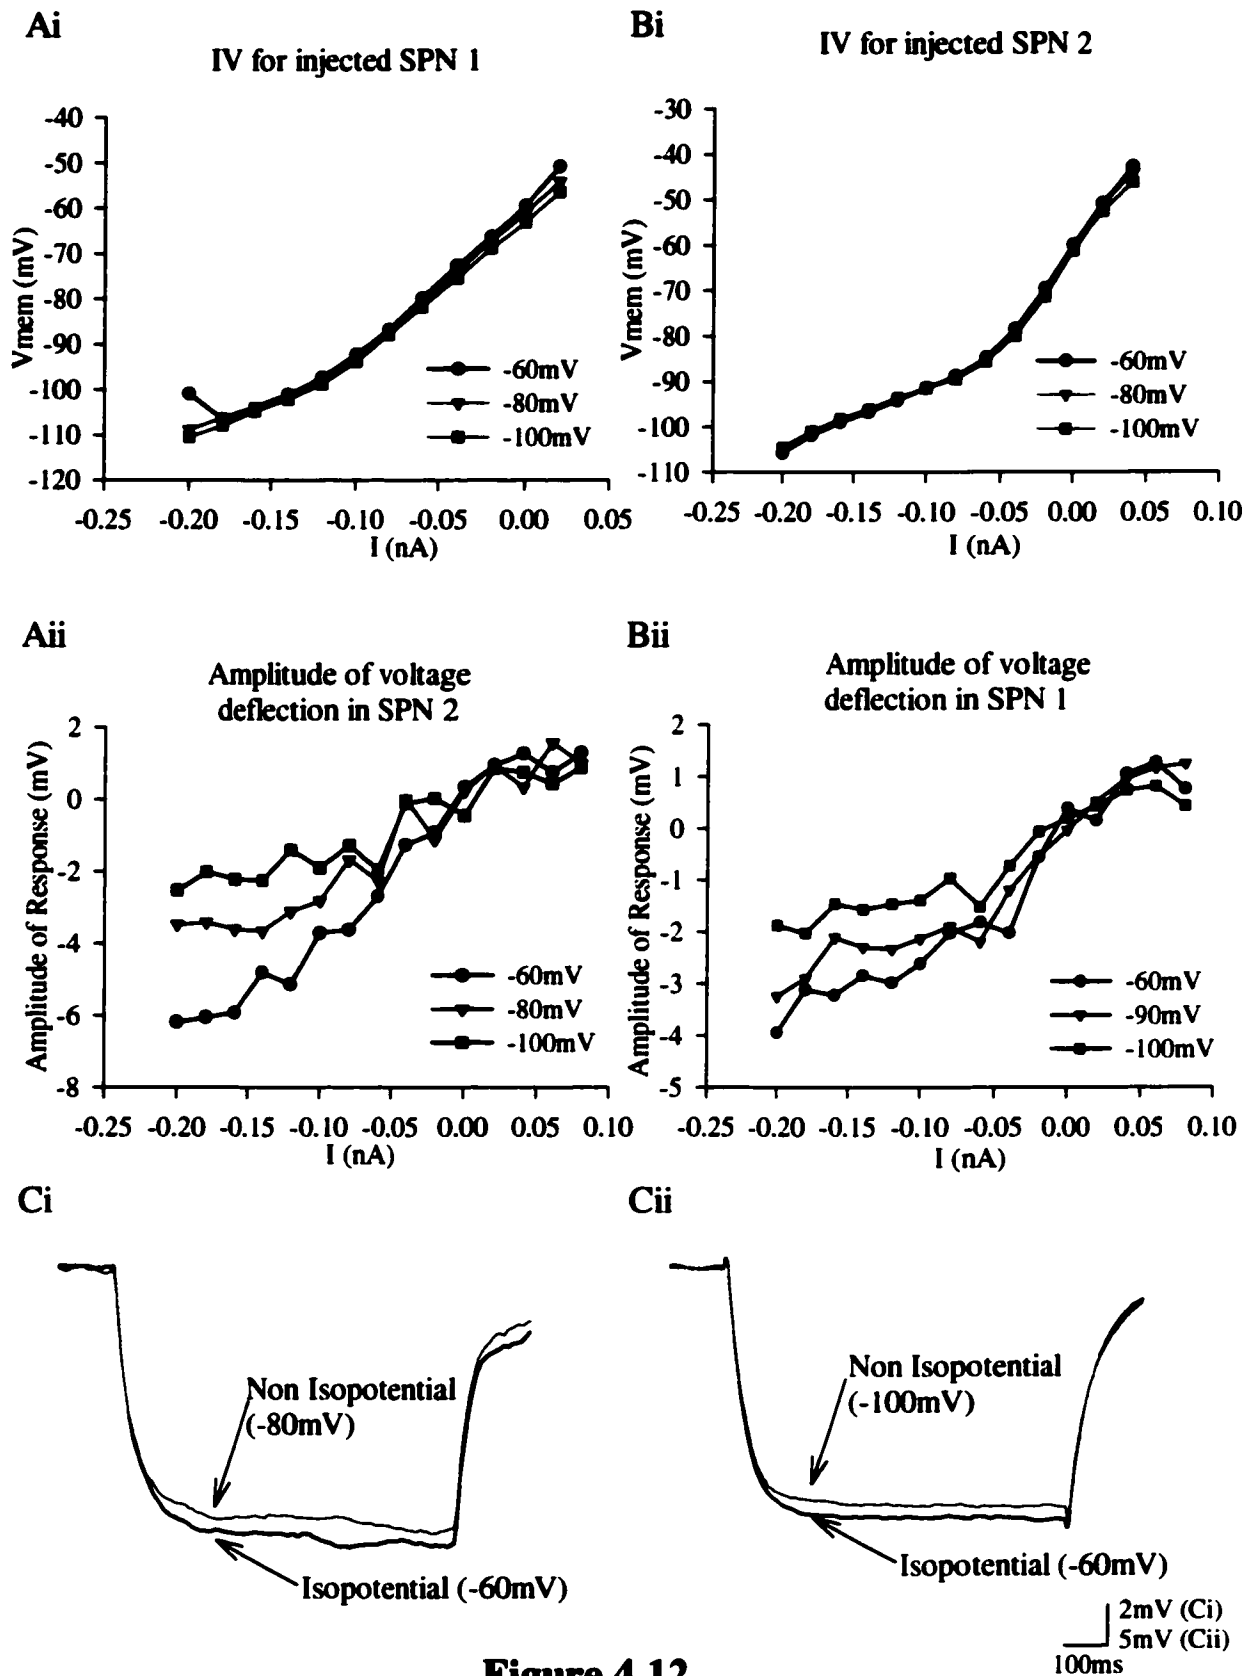 Ai
IV for injected SPN 1
-40
-50
-60
-70
-80
-90
-100
-110
-120
Vmem (mV)
-60mV
-80mV
-100mV
-0.25 -0.20 -0.15 -0.10 -0.05 0.00 0.05
I (nA)
Bi
IV for injected SPN 2
-30
-40
-50
-60
-70
-80
-90
-100
-110
Vmem (mV)
-60mV
-80mV
-100mV
-0.25 -0.20 -0.15 -0.10 -0.05 0.00 0.05 0.10
I (nA)
Aii
Amplitude of voltage
deflection in SPN 2
2
0
-2
-4
-6
-8
Amplitude of Response (mV)
-60mV
-80mV
-100mV
-0.25 -0.20 -0.15 -0.10 -0.05 0.00 0.05 0.10
I (nA)
Bii
Amplitude of voltage
deflection in SPN 1
2
1
0
-1
-2
-3
-4
-5
Amplitude of Response (mV)
-60mV
-90mV
-100mV
-0.25 -0.20 -0.15 -0.10 -0.05 0.00 0.05 0.10
I (nA)
Ci
Non Isopotential
(-80mV)
Isopotential (-60mV)
Cii
Non Isopotential
(-100mV)
Isopotential (-60mV)
2mV (Ci)
5mV (Cii)
100ms
Figure 4.12